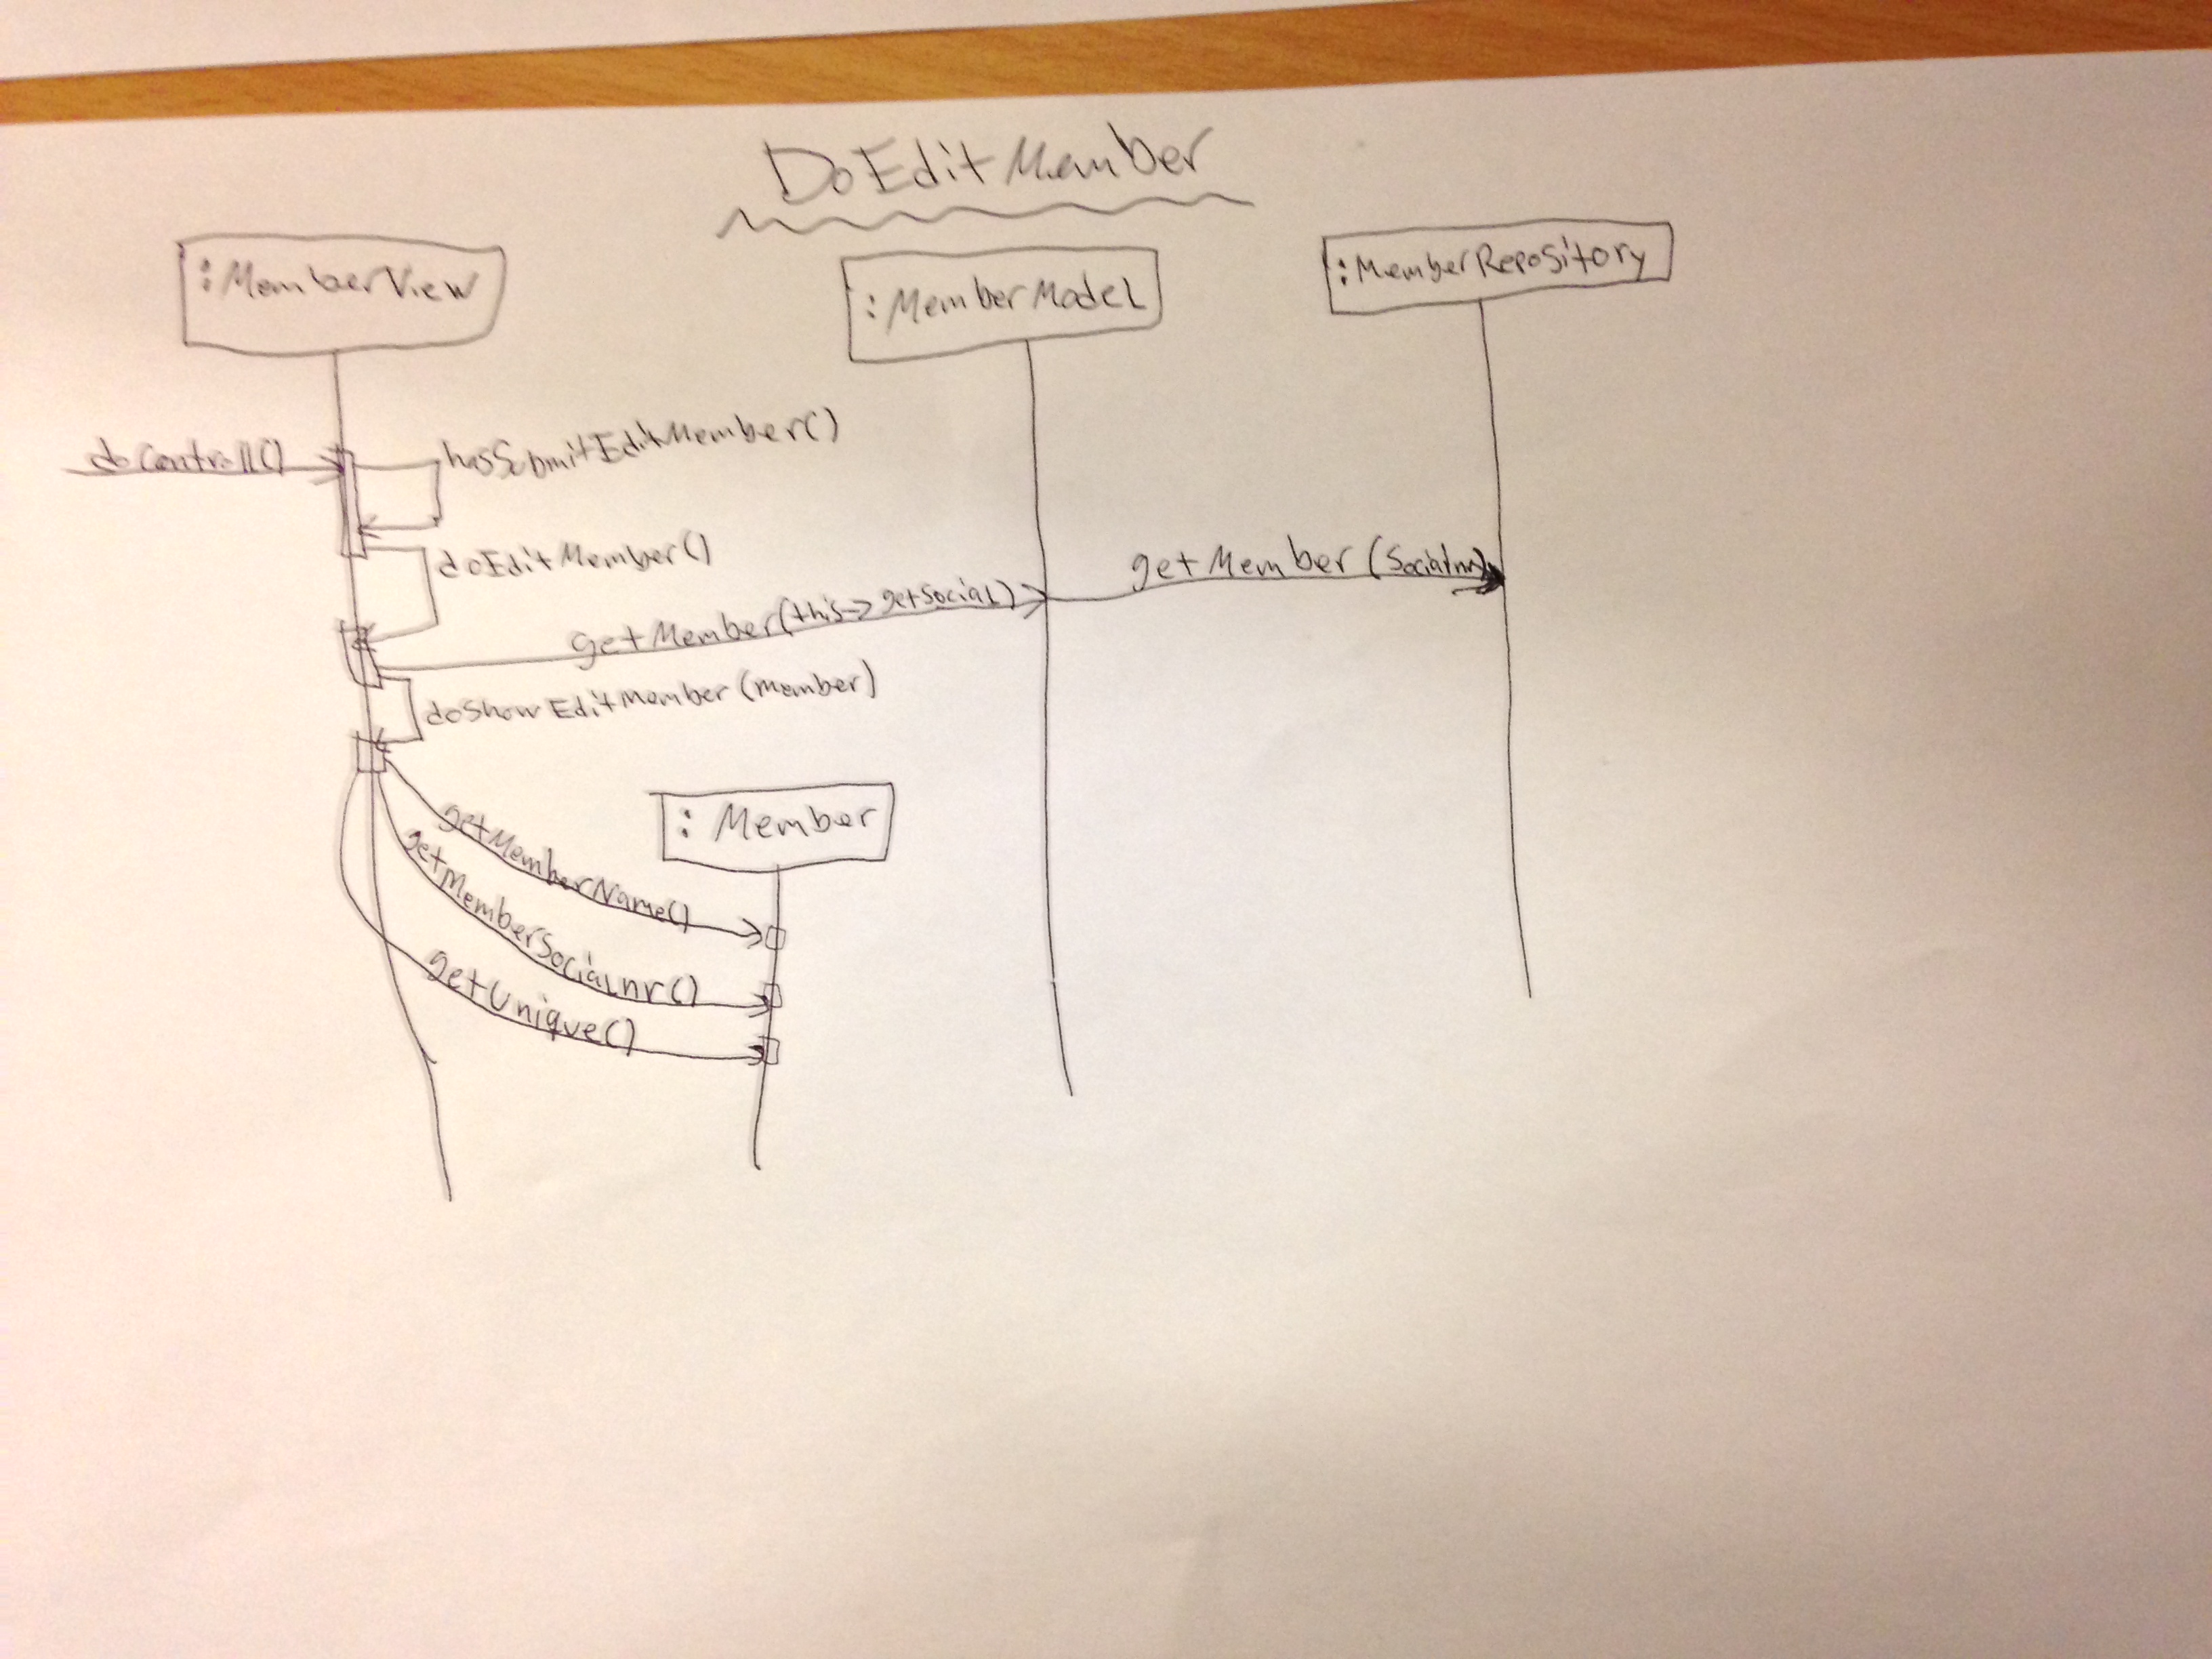 DoEditMember
:MemberView
:MemberModel
:MemberRepository
doControll()
hasSubmitEditMember()
doEditMember()
getMember(this->getSocial)
getMember(Socialnr)
doShowEditMember(member)
:Member
getMemberName()
getMemberSocialnr()
getUnique()